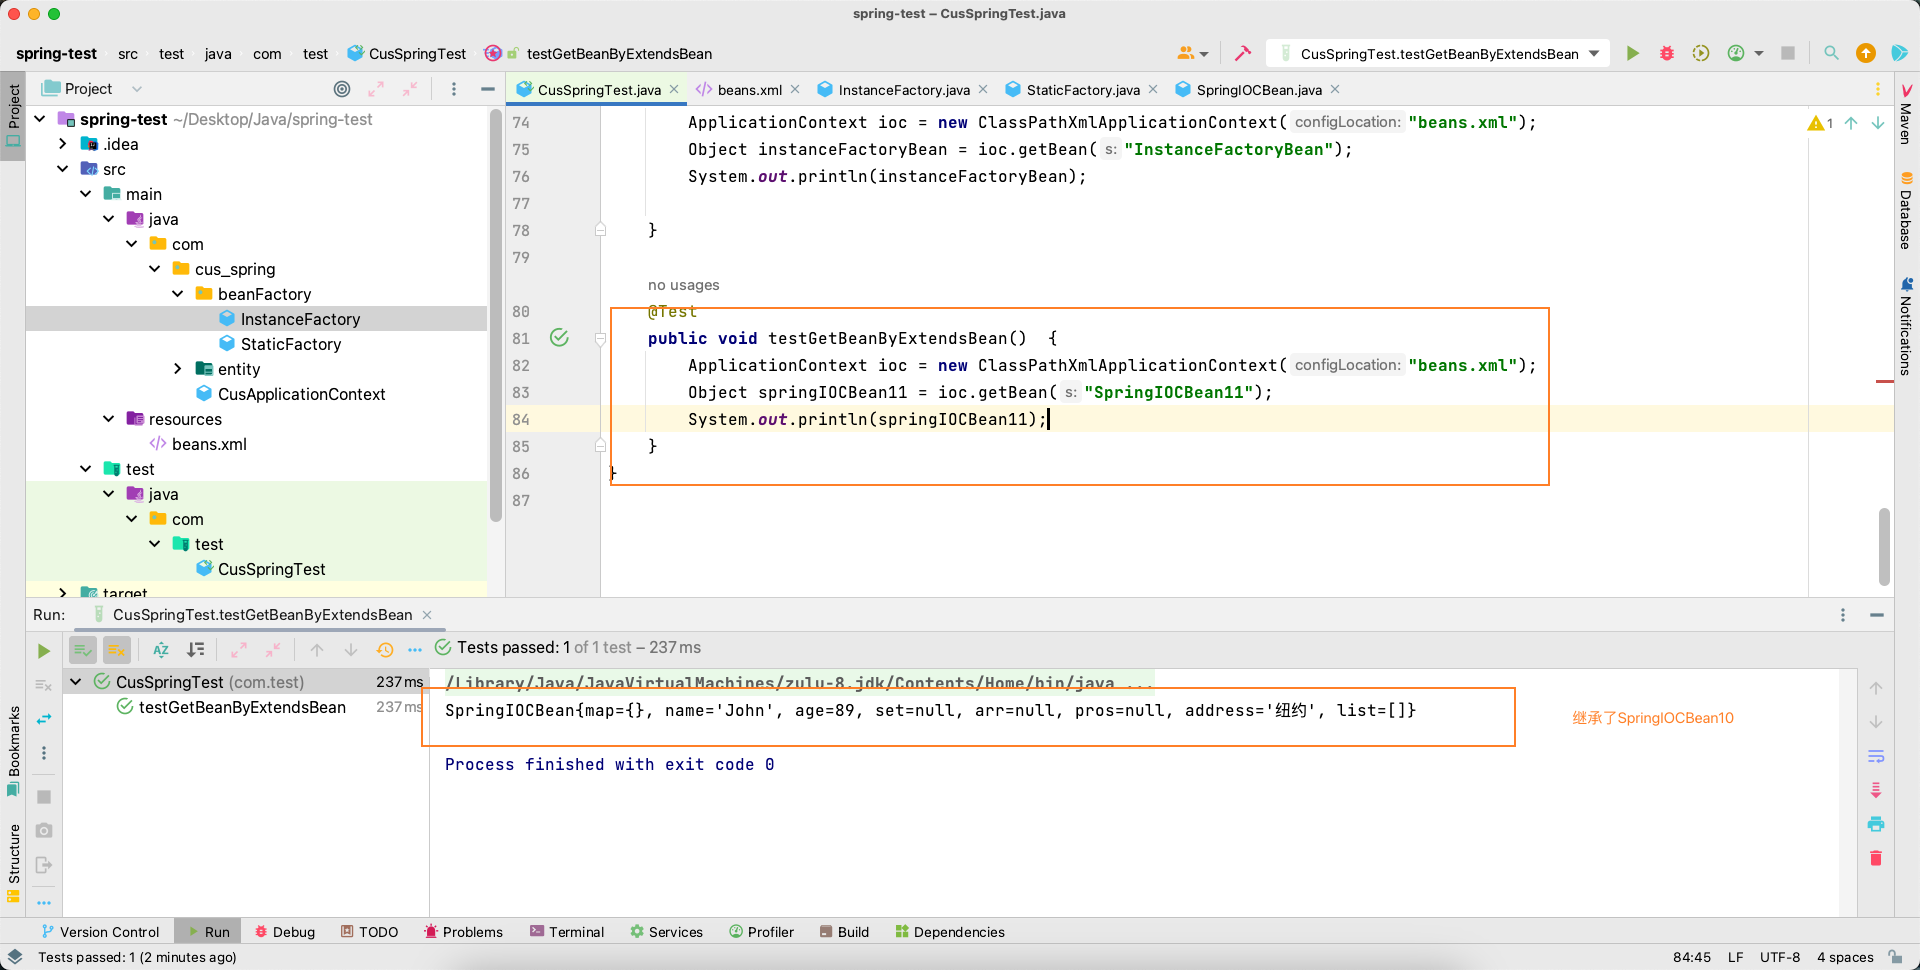 spring-test – CusSpringTest.java
spring-test src test java com test CusSpringTest testGetBeanByExtendsBean CusSpringTest.testGetBeanByExtendsBean
Project
Project
CusSpringTest.java beans.xml InstanceFactory.java StaticFactory.java SpringIOCBean.java
spring-test ~/Desktop/Java/spring-test
.idea
src
main
java
com
cus_spring
beanFactory
InstanceFactory
StaticFactory
entity
CusApplicationContext
resources
beans.xml
test
java
com
test
CusSpringTest
target
74 ApplicationContext ioc = new ClassPathXmlApplicationContext( configLocation: "beans.xml");
75 Object instanceFactoryBean = ioc.getBean( s: "InstanceFactoryBean");
76 System.out.println(instanceFactoryBean);
77
78 }
79
no usages
80 @Test
81 public void testGetBeanByExtendsBean() {
82 ApplicationContext ioc = new ClassPathXmlApplicationContext( configLocation: "beans.xml");
83 Object springIOCBean11 = ioc.getBean( s: "SpringIOCBean11");
84 System.out.println(springIOCBean11);
85 }
86 }
87
1
Maven
Database
Notifications
Run: CusSpringTest.testGetBeanByExtendsBean
Tests passed: 1 of 1 test – 237 ms
CusSpringTest (com.test) 237 ms
testGetBeanByExtendsBean 237 ms
/Library/Java/JavaVirtualMachines/zulu-8.jdk/Contents/Home/bin/java ...
SpringIOCBean{map={}, name='John', age=89, set=null, arr=null, pros=null, address='纽约', list=[]}
继承了SpringIOCBean10
Process finished with exit code 0
Bookmarks
Structure
Version Control Run Debug TODO Problems Terminal Services Profiler Build Dependencies
Tests passed: 1 (2 minutes ago) 84:45 LF UTF-8 4 spaces